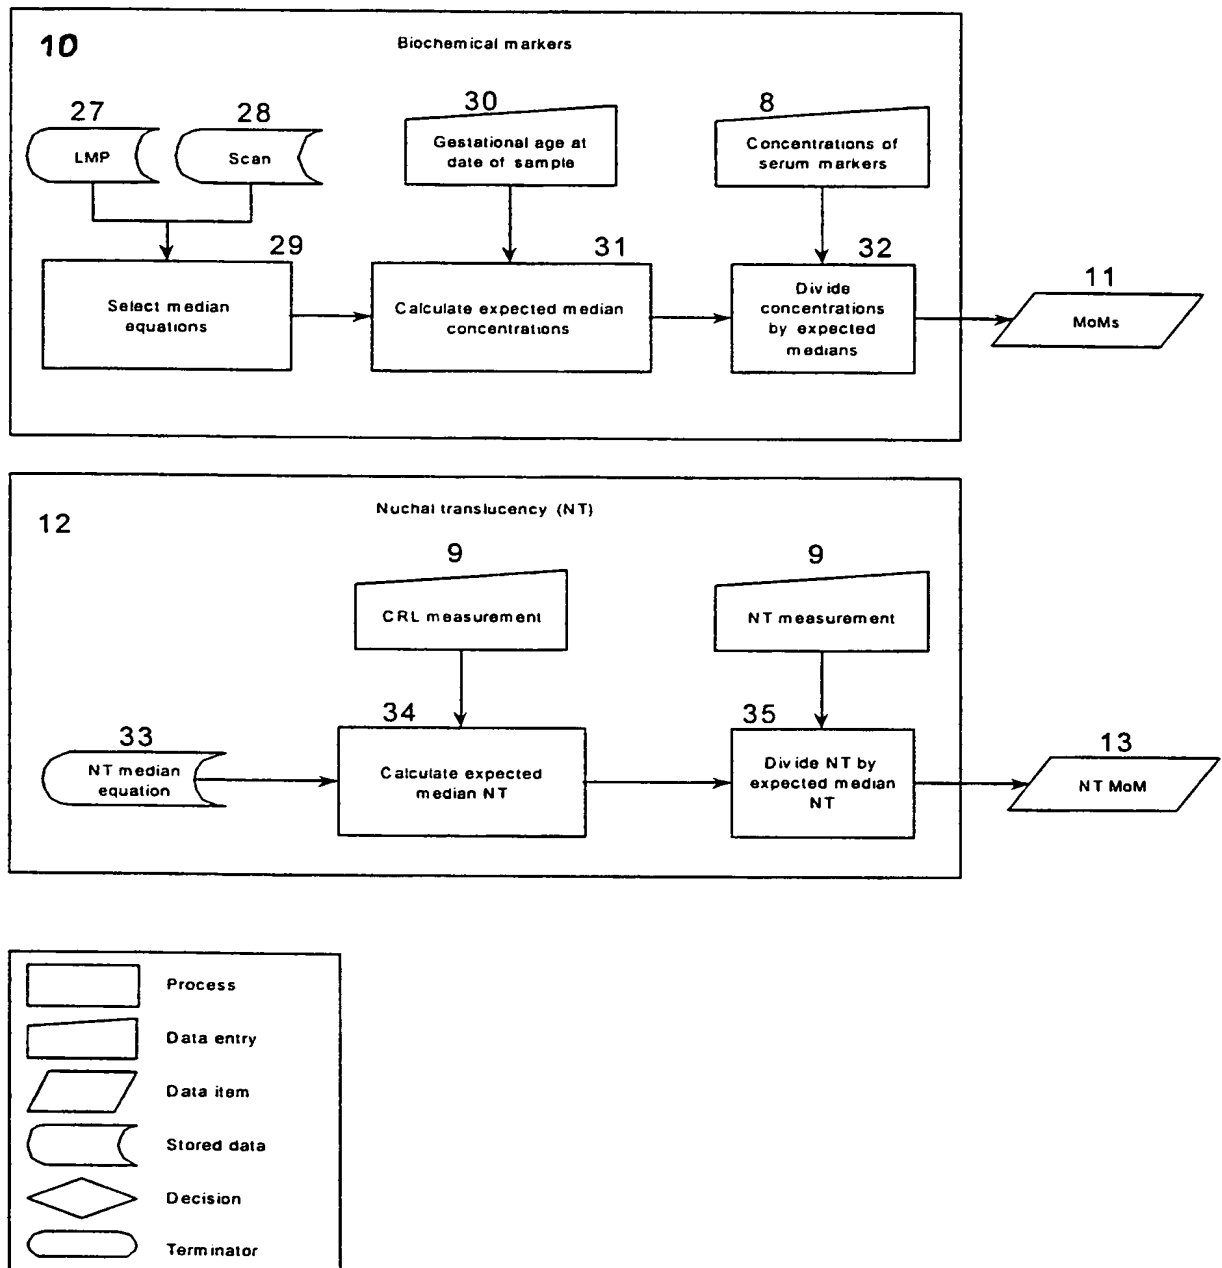 10
Biochemical markers
27
28
30
8
LMP
Scan
Gestational age at
date of sample
Concentrations of
serum markers
29
31
32
11
Select median
equations
Calculate expected median
concentrations
Divide
concentrations
by expected
medians
MoMs
12
Nuchal translucency (NT)
9
9
CRL measurement
NT measurement
33
34
35
13
NT median
equation
Calculate expected
median NT
Divide NT by
expected median
NT
NT MoM
Process
Data entry
Data item
Stored data
Decision
Terminator